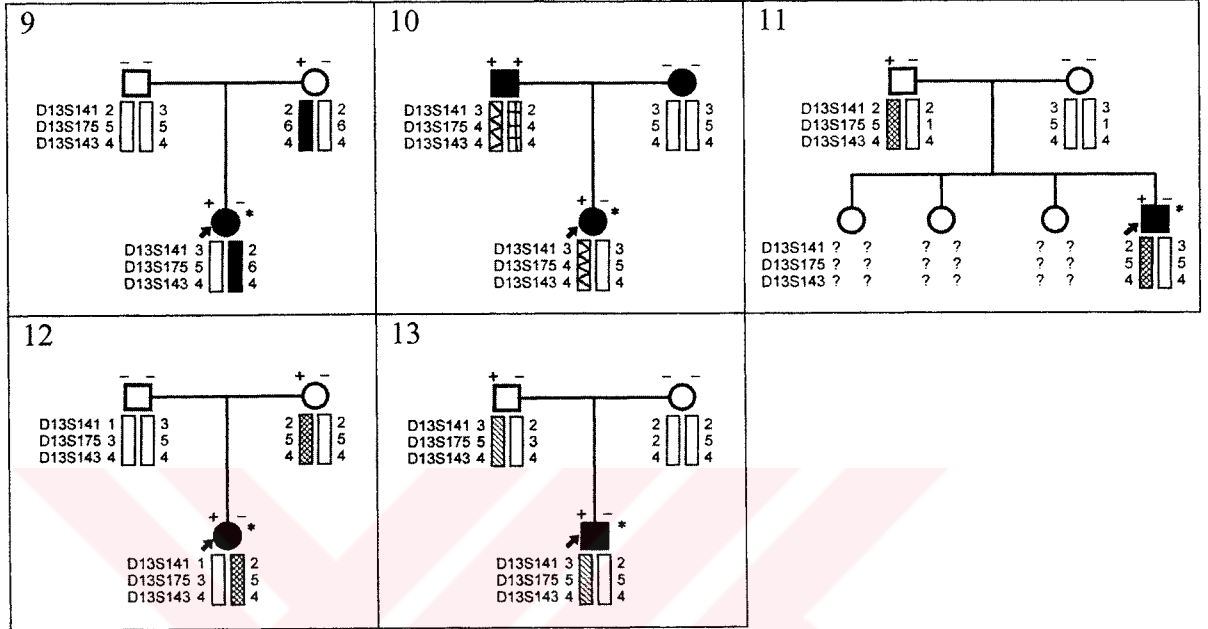 9
– –
+ –
D13S141 2 3 2 2
D13S175 5 5 6 6
D13S143 4 4 4 4
+ – *
D13S141 3 2
D13S175 5 6
D13S143 4 4
10
+ +
– –
D13S141 3 2 3 3
D13S175 4 4 5 5
D13S143 4 4 4 4
+ – *
D13S141 3 3
D13S175 4 5
D13S143 4 4
11
+ –
– –
D13S141 2 2 3 3
D13S175 5 1 5 1
D13S143 4 4 4 4
+ – *
D13S141 ? ? ? ? ? ? 2 3
D13S175 ? ? ? ? ? ? 5 5
D13S143 ? ? ? ? ? ? 4 4
12
– –
+ –
D13S141 1 3 2 2
D13S175 3 5 5 5
D13S143 4 4 4 4
+ – *
D13S141 1 2
D13S175 3 5
D13S143 4 4
13
+ –
– –
D13S141 3 2 2 2
D13S175 5 3 2 5
D13S143 4 4 4 4
+ – *
D13S141 3 2
D13S175 5 5
D13S143 4 4